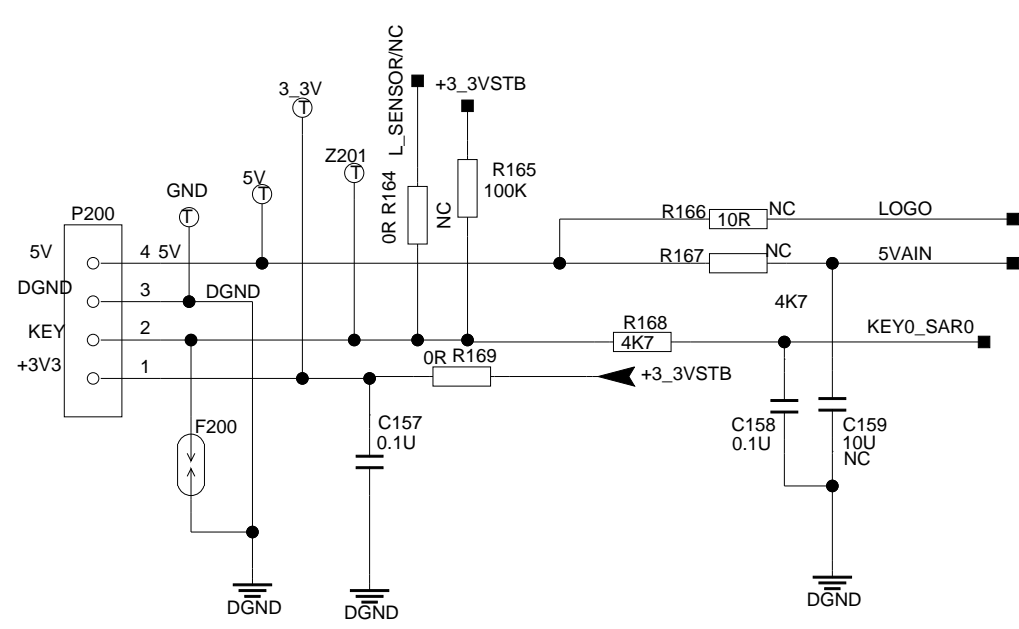 L_SENSOR/NC
+3_3VSTB
3_3V
T
Z201
T
R165
100K
5V
T
0R R164
NC
GND
T
P200
R166
10R
NC
LOGO
5V
4 5V
R167
NC
5VAIN
DGND
3
DGND
4K7
KEY
2
R168
4K7
KEY0_SAR0
+3V3
1
0R R169
+3_3VSTB
F200
C157
0.1U
C158
0.1U
C159
10U
NC
DGND
DGND
DGND